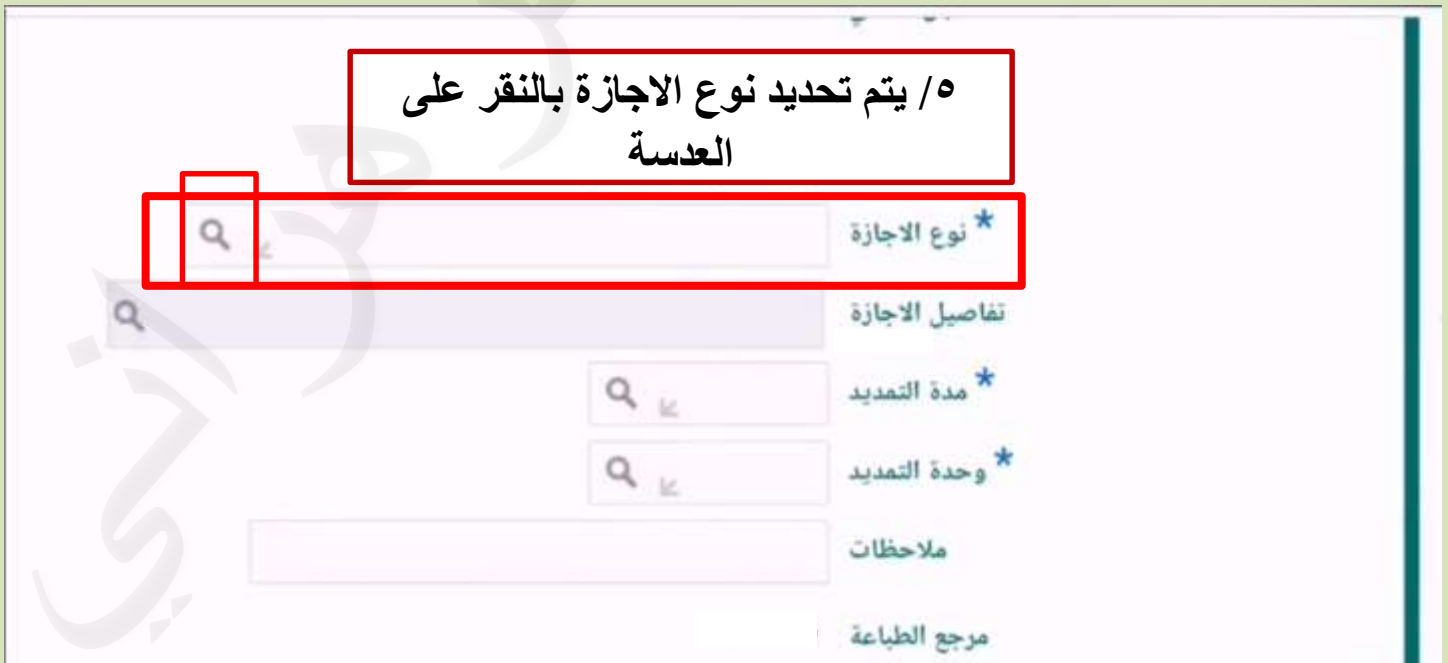 ٥/ يتم تحديد نوع الاجازة بالنقر على
العدسة
* نوع الاجازة
تفاصيل الاجازة
* مدة التمديد
* وحدة التمديد
ملاحظات
مرجع الطباعة